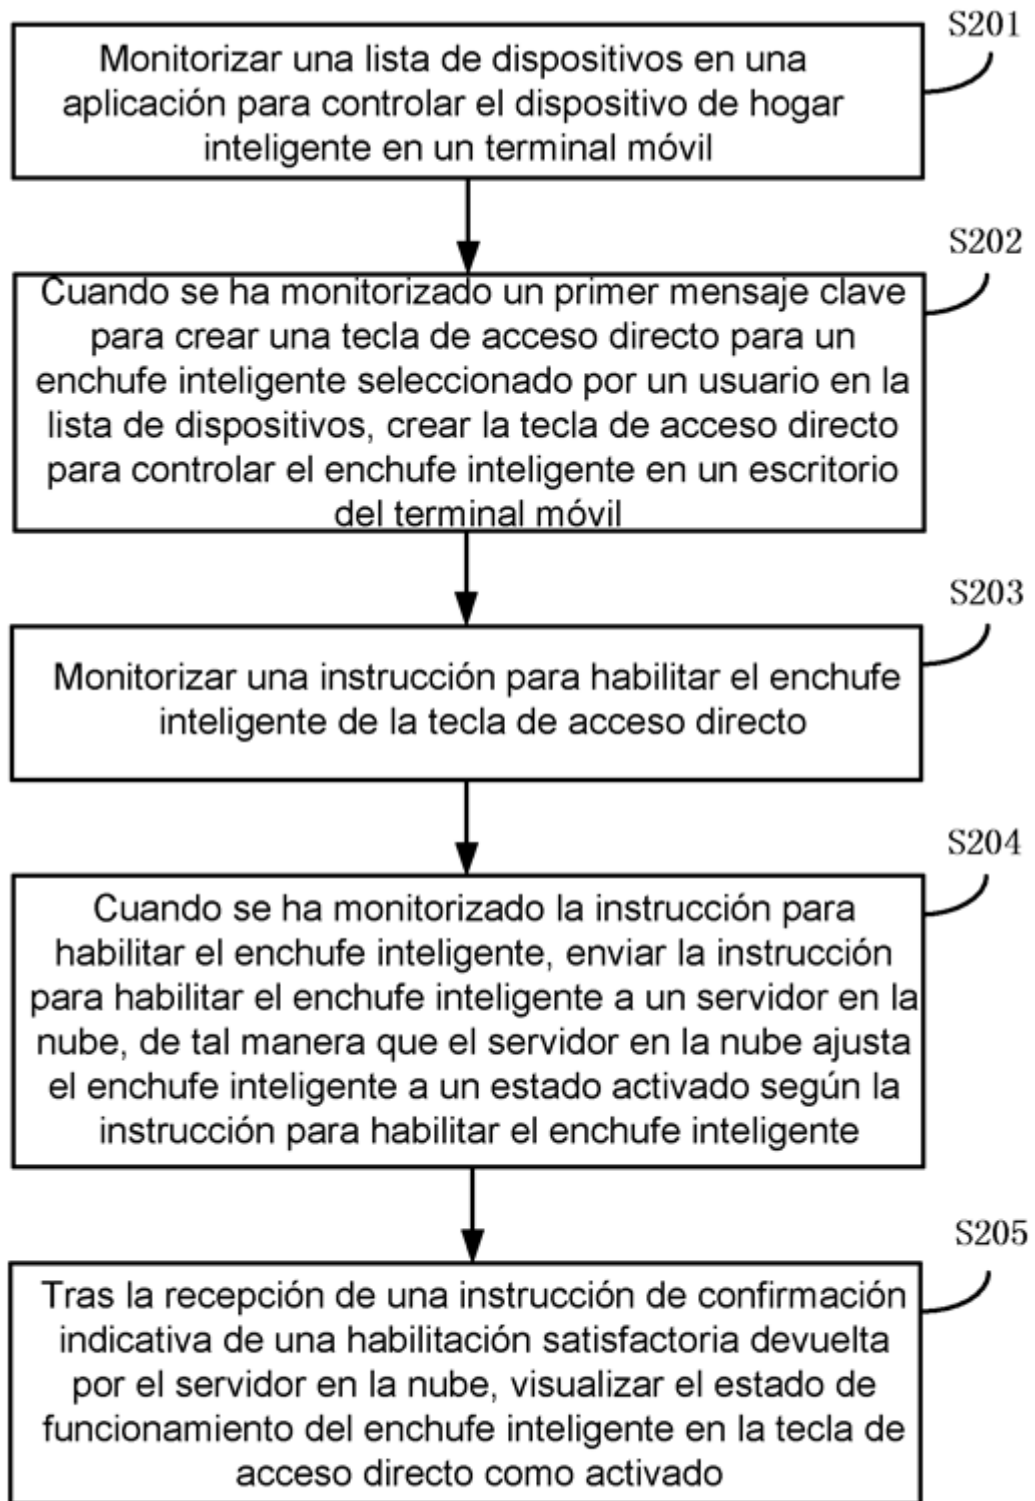 S201
Monitorizar una lista de dispositivos en una
aplicación para controlar el dispositivo de hogar
inteligente en un terminal móvil
S202
Cuando se ha monitorizado un primer mensaje clave
para crear una tecla de acceso directo para un
enchufe inteligente seleccionado por un usuario en la
lista de dispositivos, crear la tecla de acceso directo
para controlar el enchufe inteligente en un escritorio
del terminal móvil
S203
Monitorizar una instrucción para habilitar el enchufe
inteligente de la tecla de acceso directo
S204
Cuando se ha monitorizado la instrucción para
habilitar el enchufe inteligente, enviar la instrucción
para habilitar el enchufe inteligente a un servidor en la
nube, de tal manera que el servidor en la nube ajusta
el enchufe inteligente a un estado activado según la
instrucción para habilitar el enchufe inteligente
S205
Tras la recepción de una instrucción de confirmación
indicativa de una habilitación satisfactoria devuelta
por el servidor en la nube, visualizar el estado de
funcionamiento del enchufe inteligente en la tecla de
acceso directo como activado